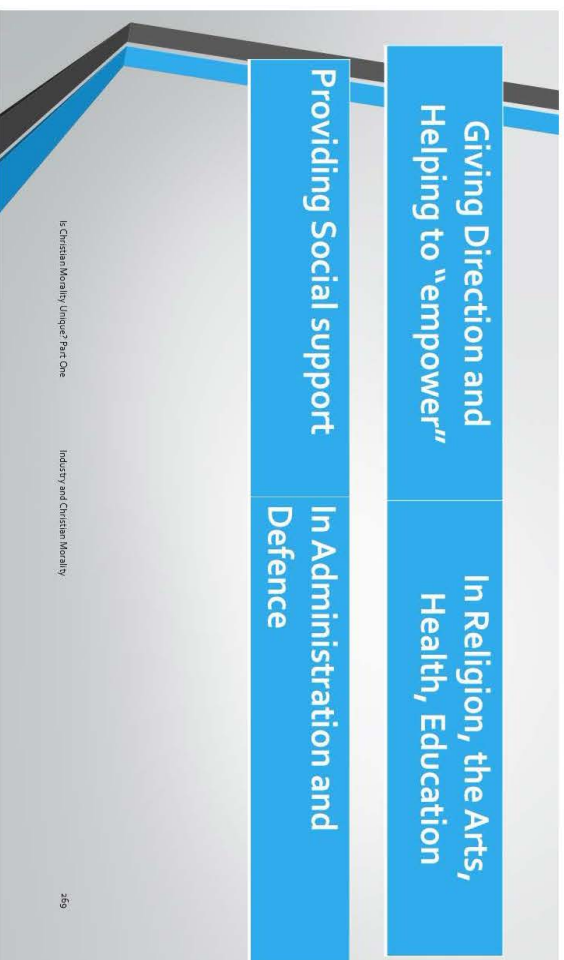 Giving Direction and
Helping to “empower”
In Religion, the Arts,
Health, Education
Providing Social support
In Administration and
Defence
Is Christian Morality Unique? Part One
Industry and Christian Morality
269